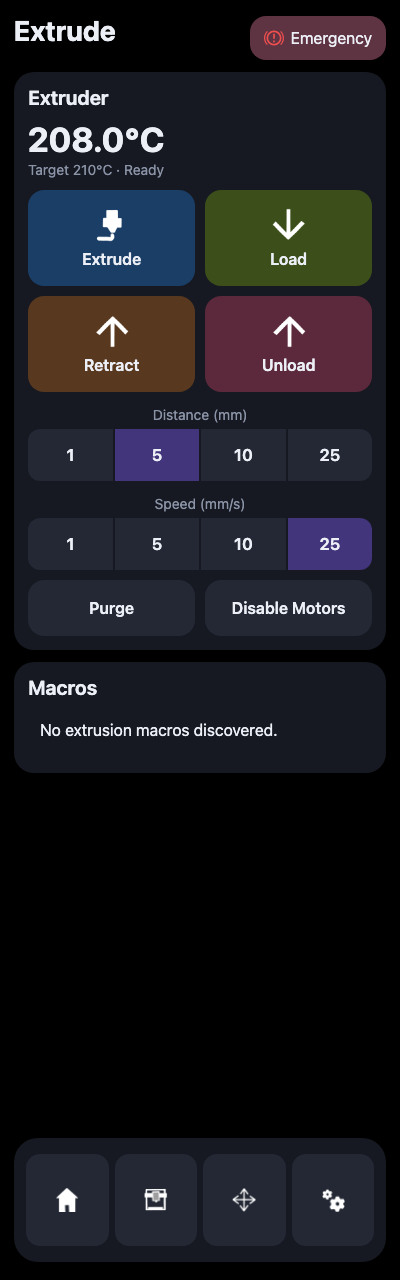 Extrude
Emergency
Extruder
208.0°C
Target 210°C · Ready
Extrude
Load
Retract
Unload
Distance (mm)
1 5 10 25
Speed (mm/s)
1 5 10 25
Purge
Disable Motors
Macros
No extrusion macros discovered.